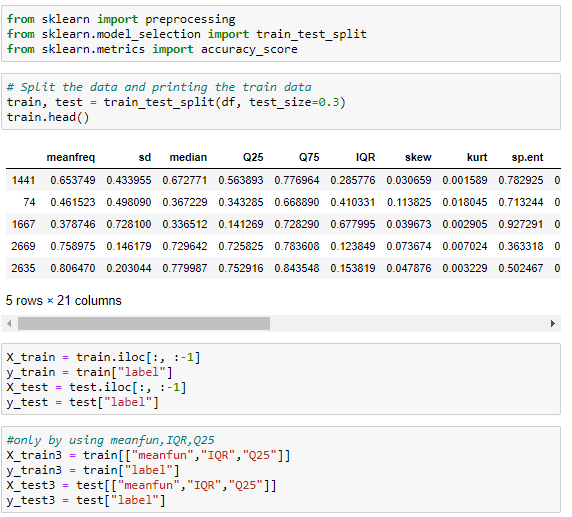 from sklearn import preprocessing
from sklearn.model_selection import train_test_split
from sklearn.metrics import accuracy_score
# Split the data and printing the train data
train, test = train_test_split(df, test_size=0.3)
train.head()
meanfreq sd median Q25 Q75 IQR skew kurt sp.ent
1441 0.653749 0.433955 0.672771 0.563893 0.776964 0.285776 0.030659 0.001589 0.782925 0
74 0.461523 0.498090 0.367229 0.343285 0.668890 0.410331 0.113825 0.018045 0.713244 0
1667 0.378746 0.728100 0.336512 0.141269 0.728290 0.677995 0.039673 0.002905 0.927291 0
2669 0.758975 0.146179 0.729642 0.725825 0.783608 0.123849 0.073674 0.007024 0.363318 0
2635 0.806470 0.203044 0.779987 0.752916 0.843548 0.153819 0.047876 0.003229 0.502467 0
5 rows × 21 columns
X_train = train.iloc[:, :-1]
y_train = train["label"]
X_test = test.iloc[:, :-1]
y_test = test["label"]
#only by using meanfun,IQR,Q25
X_train3 = train[["meanfun","IQR","Q25"]]
y_train3 = train["label"]
X_test3 = test[["meanfun","IQR","Q25"]]
y_test3 = test["label"]